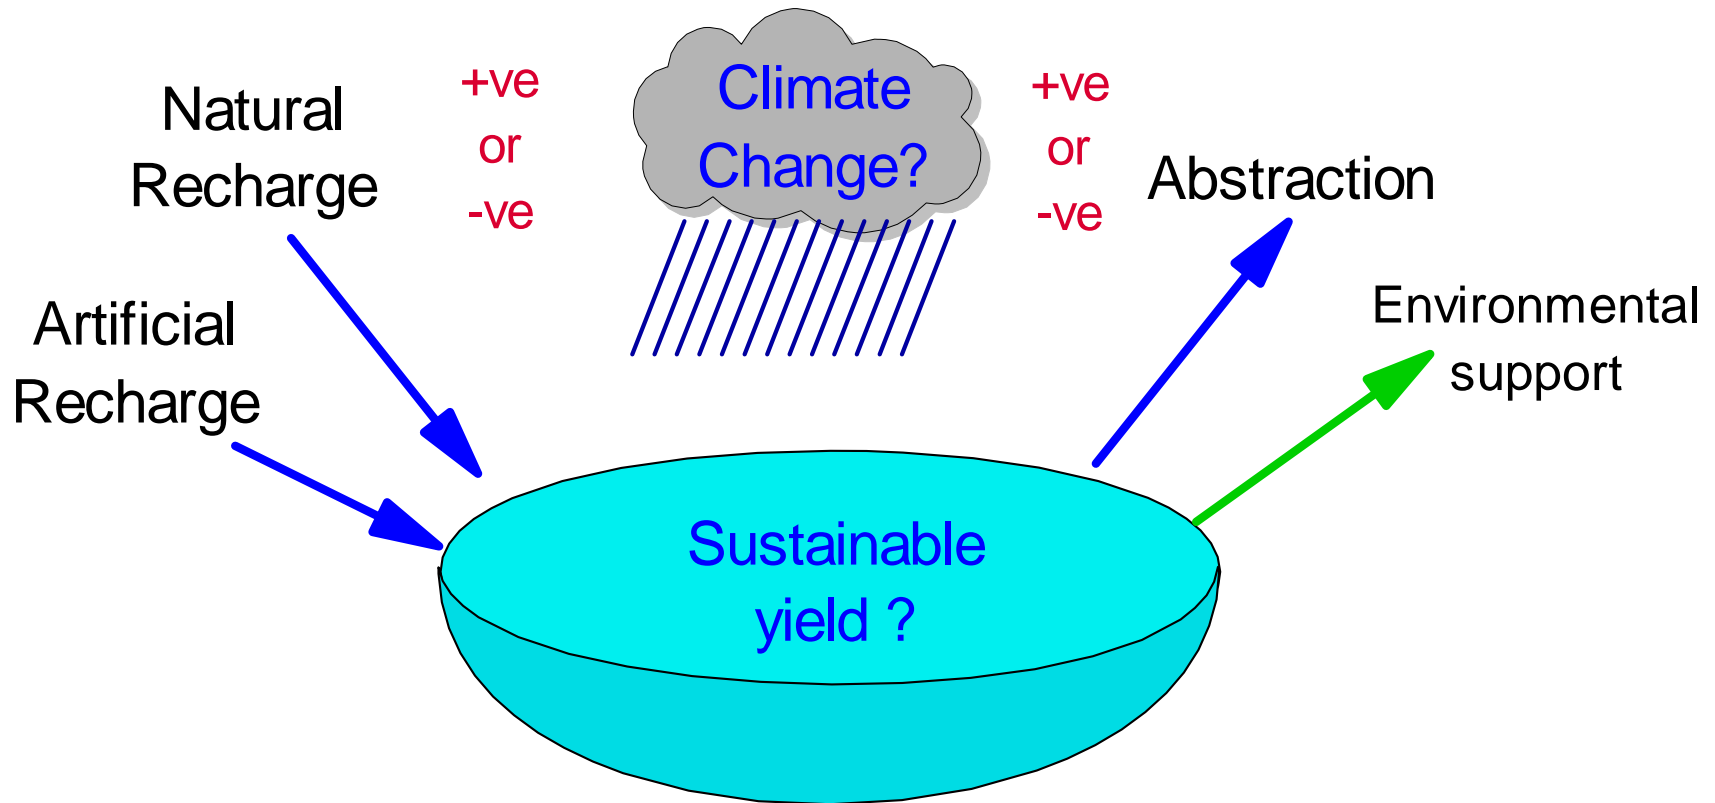 Natural
Recharge
+ve
or
-ve
Climate
Change?
+ve
or
-ve
Abstraction
Artificial
Recharge
Environmental
support
Sustainable
yield ?